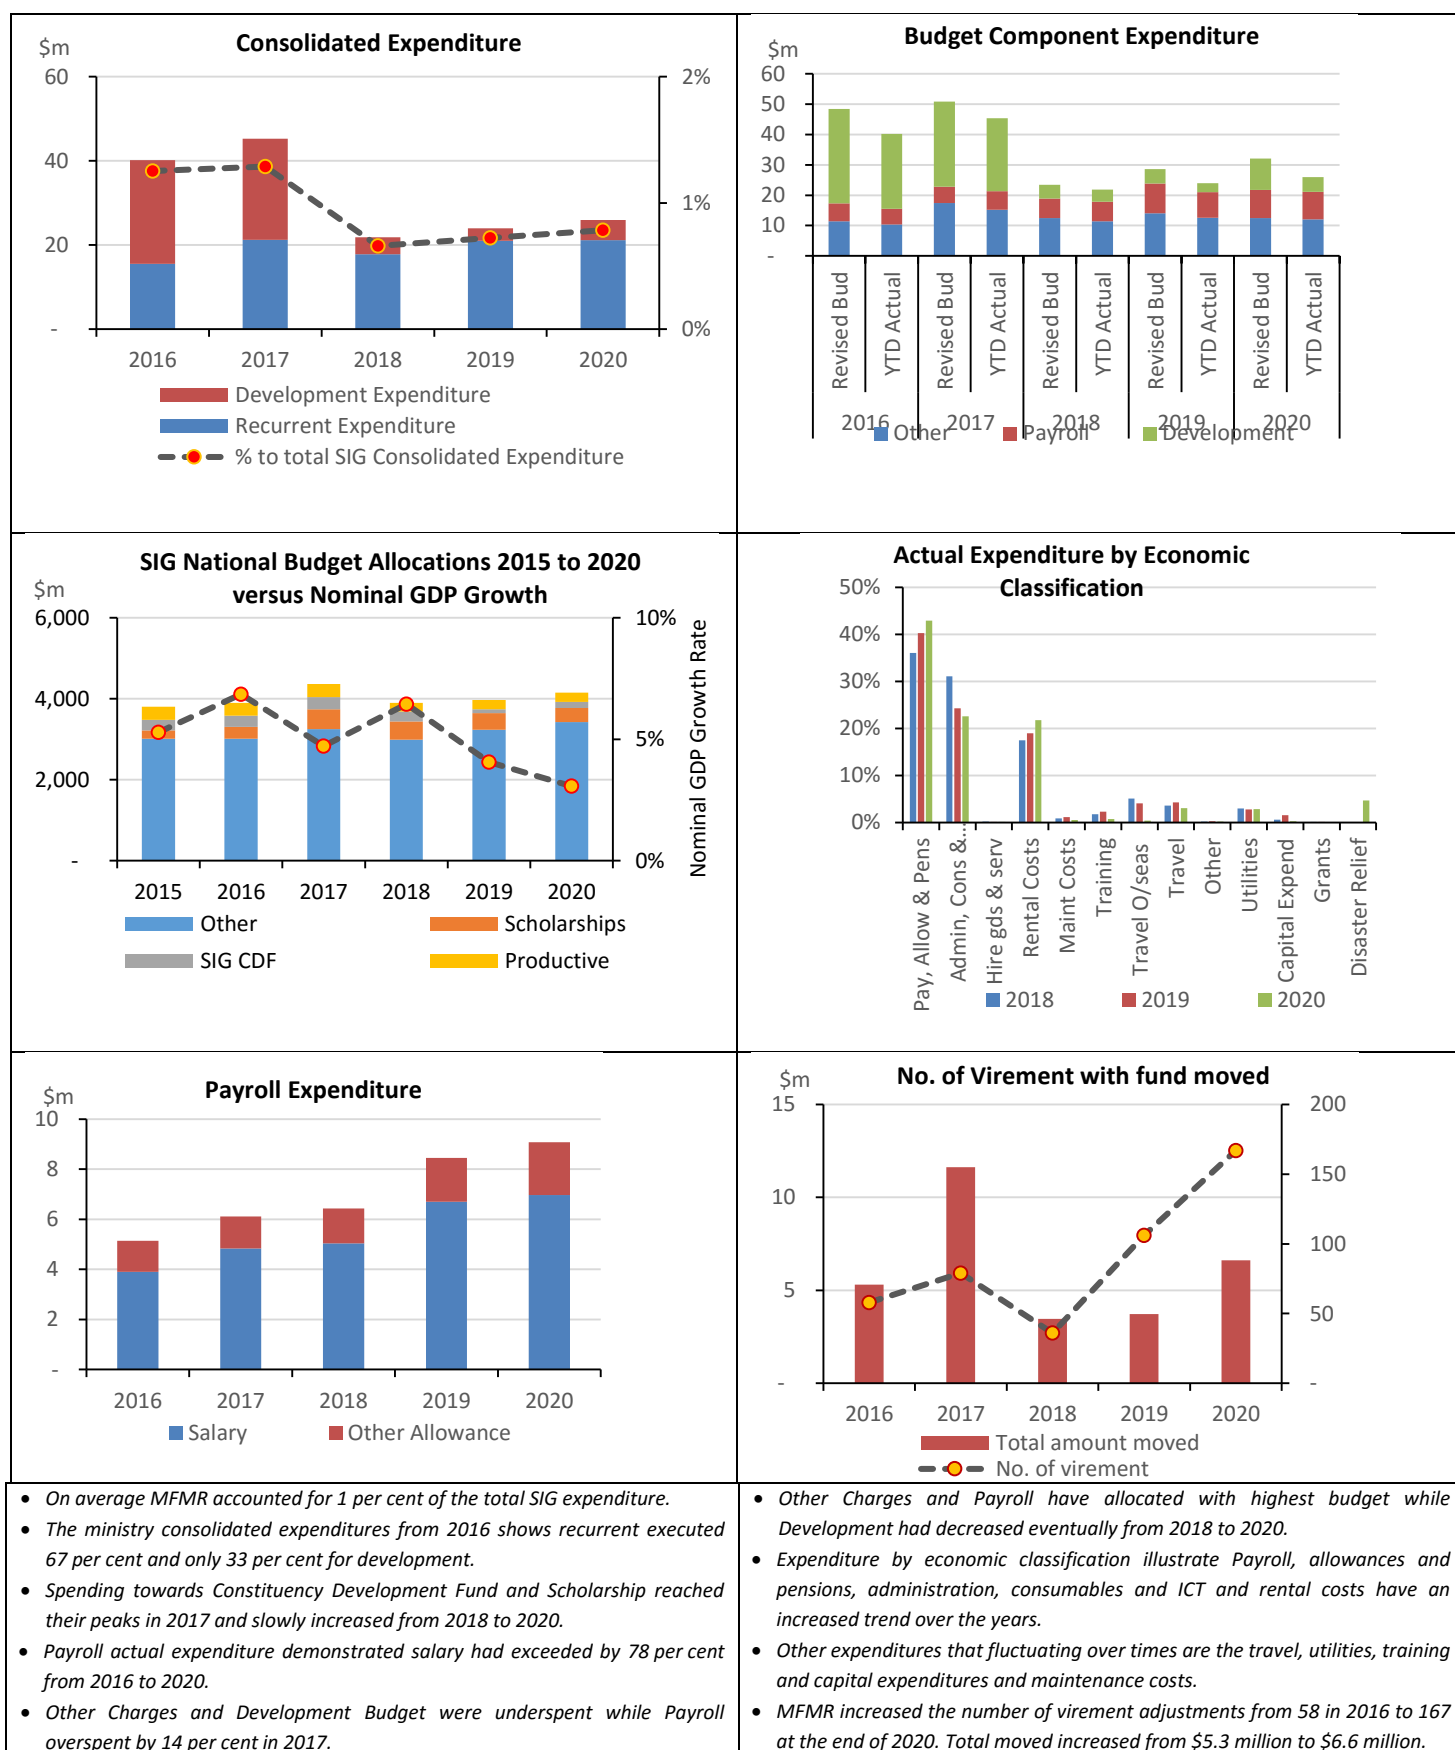 Consolidated Expenditure
$m
60
40
20
-
2%
1%
0%
2016 2017 2018 2019 2020
Development Expenditure
Recurrent Expenditure
% to total SIG Consolidated Expenditure
Budget Component Expenditure
$m
60
50
40
30
20
10
-
Revised Bud YTD Actual Revised Bud YTD Actual Revised Bud YTD Actual Revised Bud YTD Actual Revised Bud YTD Actual
2016 2017 2018 2019 2020
Other Payroll Development
SIG National Budget Allocations 2015 to 2020
versus Nominal GDP Growth
$m
6,000
4,000
2,000
-
10%
5%
0%
Nominal GDP Growth Rate
2015 2016 2017 2018 2019 2020
Other Scholarships
SIG CDF Productive
Actual Expenditure by Economic
Classification
50%
40%
30%
20%
10%
0%
Pay, Allow & Pens
Admin, Cons &…
Hire gds & serv
Rental Costs
Maint Costs
Training
Travel O/seas
Travel
Other
Utilities
Capital Expend
Grants
Disaster Relief
2018 2019 2020
Payroll Expenditure
$m
10
8
6
4
2
-
2016 2017 2018 2019 2020
Salary Other Allowance
No. of Virement with fund moved
$m
15
10
5
-
200
150
100
50
-
2016 2017 2018 2019 2020
Total amount moved
No. of virement
• On average MFMR accounted for 1 per cent of the total SIG expenditure.
• The ministry consolidated expenditures from 2016 shows recurrent executed
67 per cent and only 33 per cent for development.
• Spending towards Constituency Development Fund and Scholarship reached
their peaks in 2017 and slowly increased from 2018 to 2020.
• Payroll actual expenditure demonstrated salary had exceeded by 78 per cent
from 2016 to 2020.
• Other Charges and Development Budget were underspent while Payroll
overspent by 14 per cent in 2017.
• Other Charges and Payroll have allocated with highest budget while
Development had decreased eventually from 2018 to 2020.
• Expenditure by economic classification illustrate Payroll, allowances and
pensions, administration, consumables and ICT and rental costs have an
increased trend over the years.
• Other expenditures that fluctuating over times are the travel, utilities, training
and capital expenditures and maintenance costs.
• MFMR increased the number of virement adjustments from 58 in 2016 to 167
at the end of 2020. Total moved increased from $5.3 million to $6.6 million.